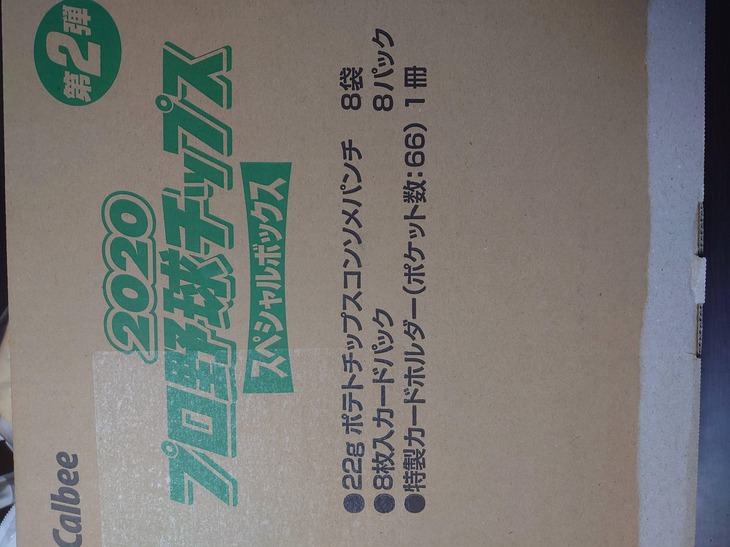 Calbee
第2弾
2020
プロ野球チップス
スペシャルボックス
●22g ポテトチップスコンソメパンチ 8袋
●8枚入カードパック 8パック
●特製カードホルダー(ポケット数:66) 1冊